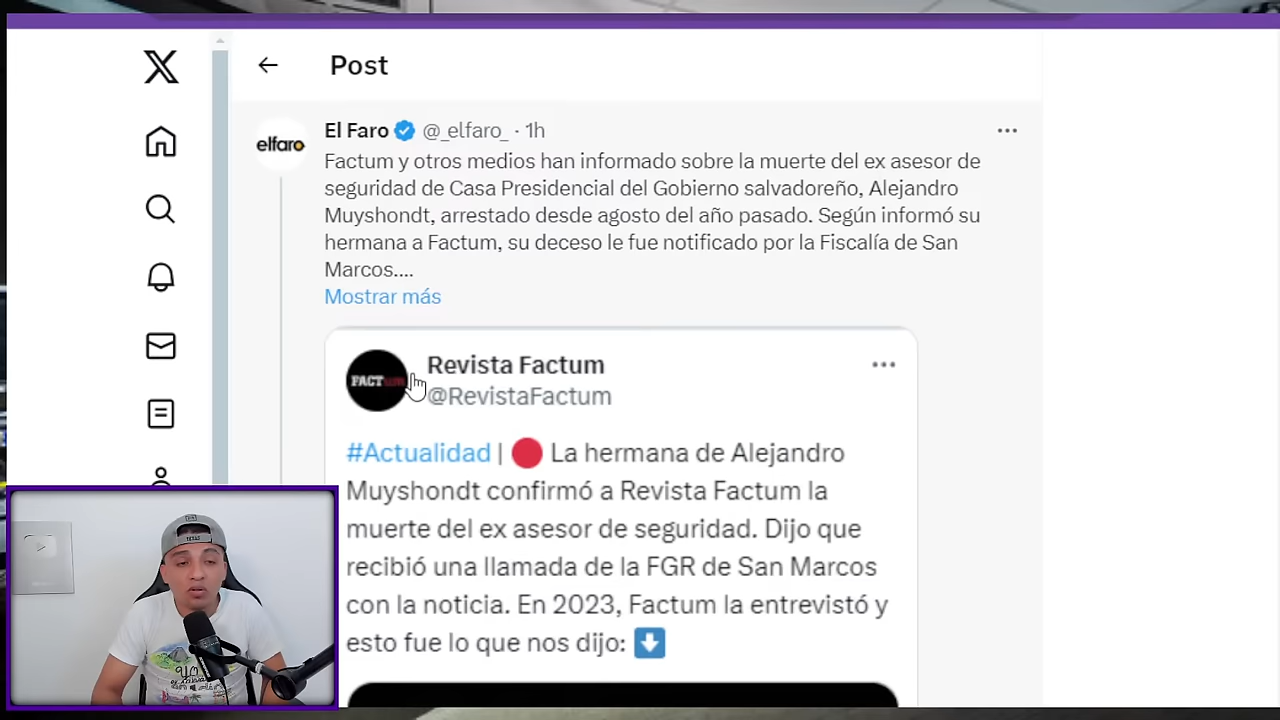 Post
El Faro @_elfaro_ · 1h
elfaro
Factum y otros medios han informado sobre la muerte del ex asesor de
seguridad de Casa Presidencial del Gobierno salvadoreño, Alejandro
Muyshondt, arrestado desde agosto del año pasado. Según informó su
hermana a Factum, su deceso le fue notificado por la Fiscalía de San
Marcos....
Mostrar más
Revista Factum
FACTum
@RevistaFactum
#Actualidad | La hermana de Alejandro
Muyshondt confirmó a Revista Factum la
muerte del ex asesor de seguridad. Dijo que
recibió una llamada de la FGR de San Marcos
con la noticia. En 2023, Factum la entrevistó y
esto fue lo que nos dijo: